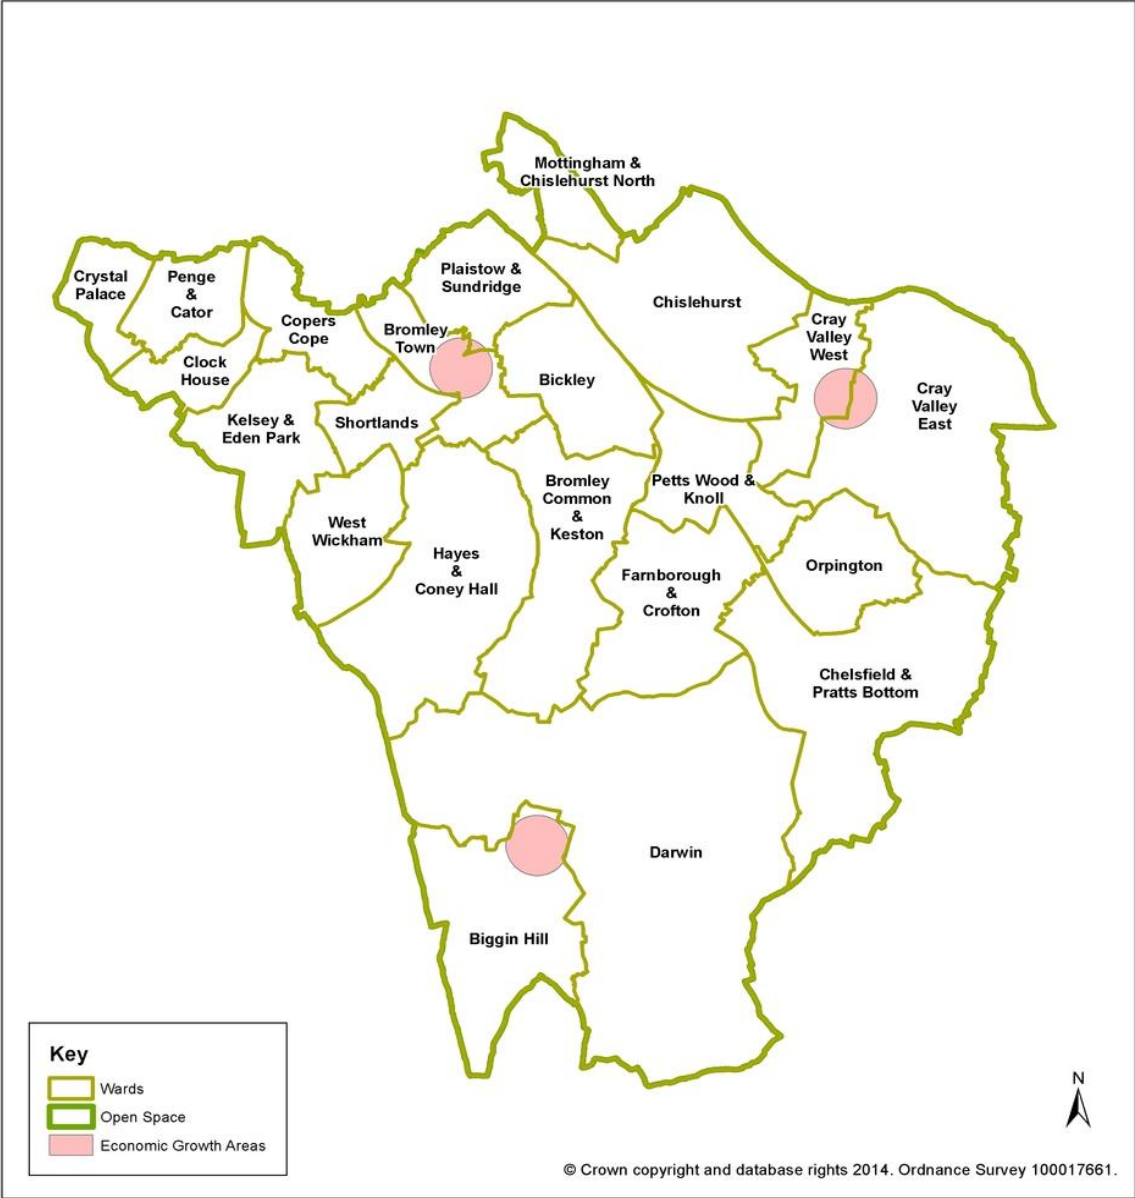 Mottingham &
Chislehurst North
Plaistow &
Sundridge
Crystal
Palace
Penge
&
Cator
Chislehurst
Copers
Cope
Bromley
Town
Cray
Valley
West
Clock
House
Bickley
Cray
Valley
East
Kelsey &
Eden Park
Shortlands
Bromley
Common
&
Keston
Petts Wood &
Knoll
West
Wickham
Hayes
&
Coney Hall
Farnborough
&
Crofton
Orpington
Chelsfield &
Pratts Bottom
Darwin
Biggin Hill
Key
Wards
Open Space
Economic Growth Areas
N
© Crown copyright and database rights 2014. Ordnance Survey 100017661.